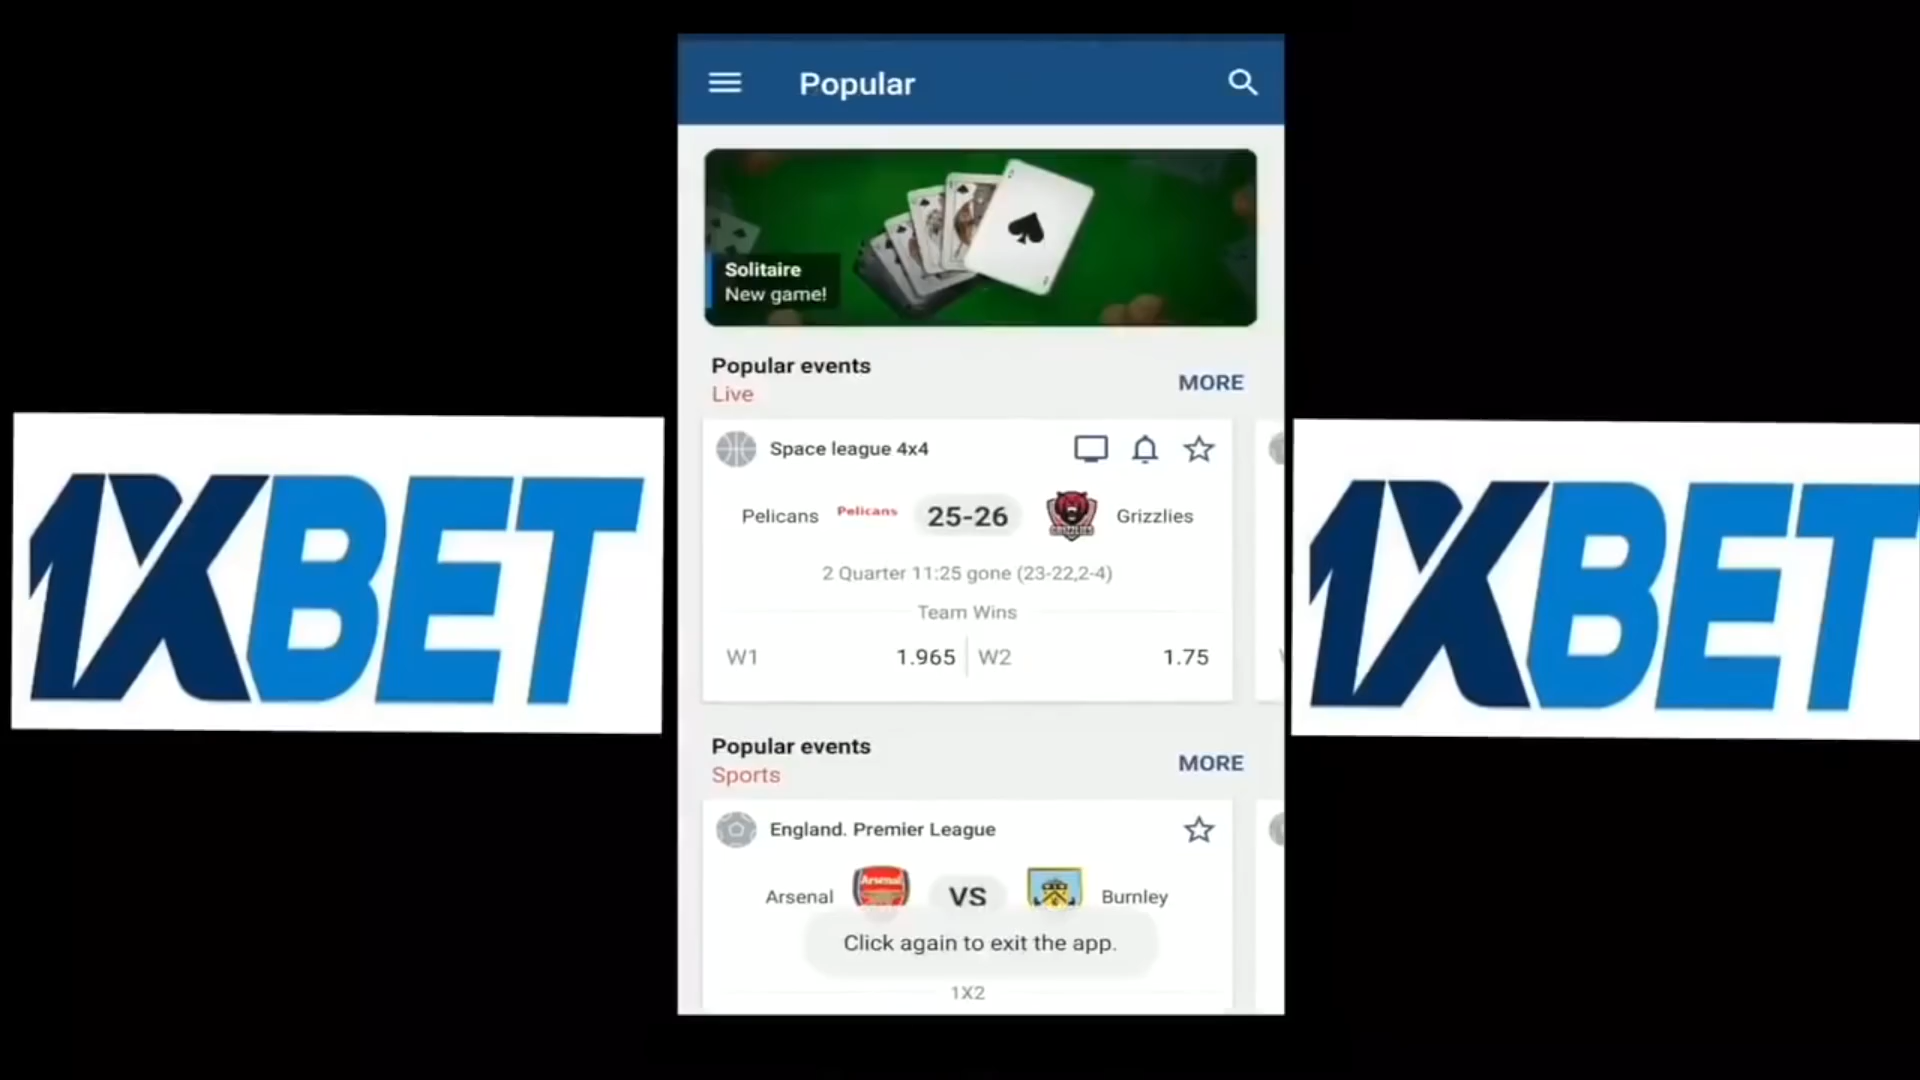 Popular
Solitaire
New game!
Popular events
MORE
Live
Space league 4x4
Pelicans Pelicans 25-26 GRIZZLIES Grizzlies
2 Quarter 11:25 gone (23-22,2-4)
Team Wins
W1 1.965 W2 1.75
Popular events
MORE
Sports
England. Premier League
Arsenal Arsenal VS Burnley
Click again to exit the app.
1X2
1XBET
1XBET